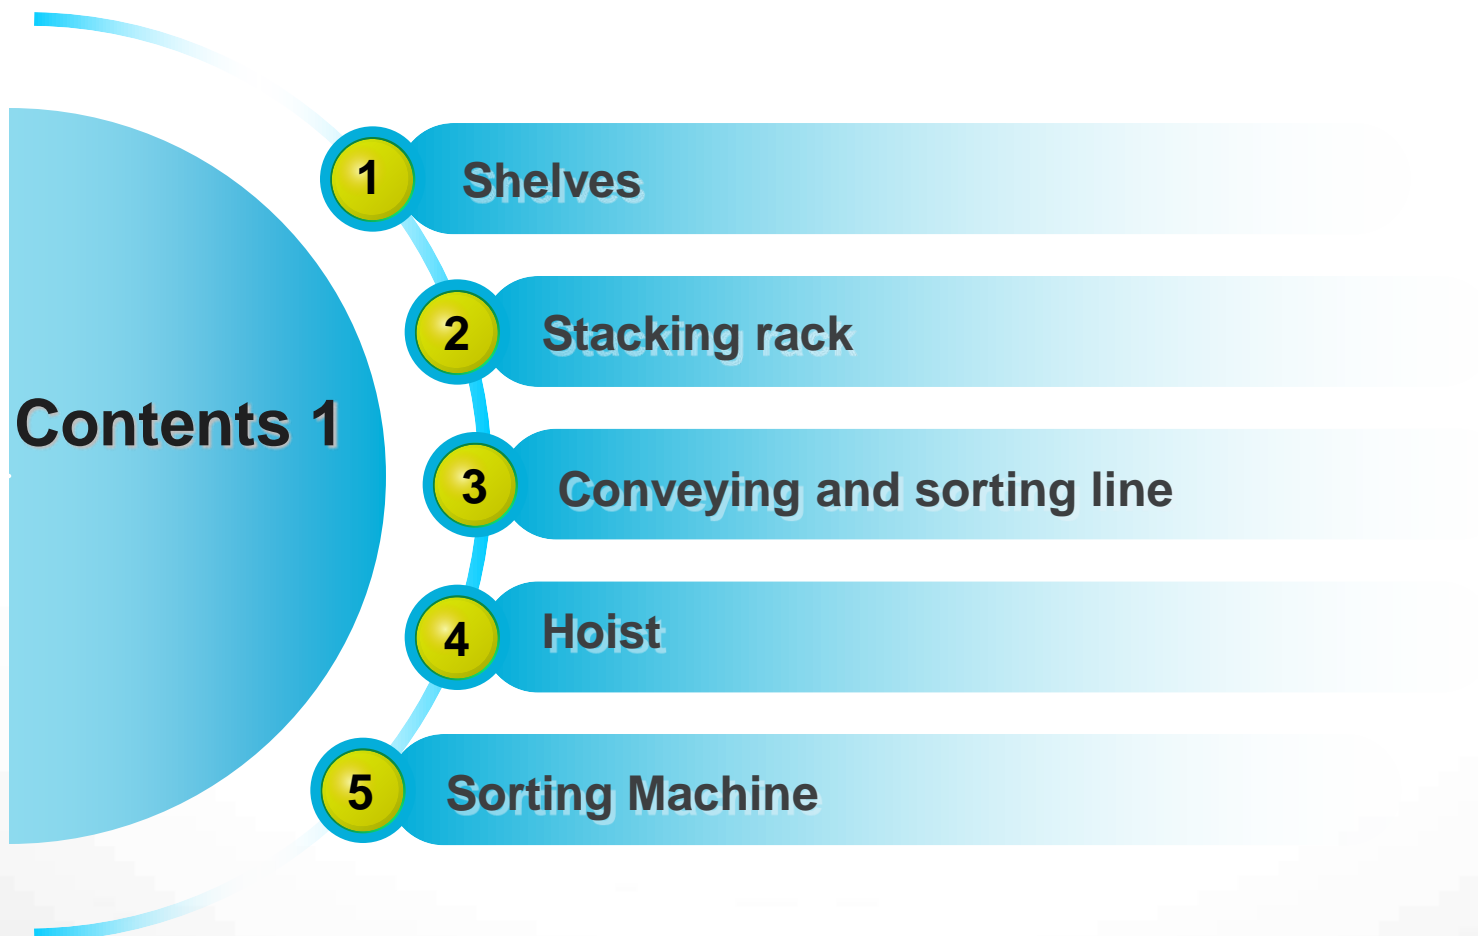 Contents 1
1 Shelves
2 Stacking rack
3 Conveying and sorting line
4 Hoist
5 Sorting Machine